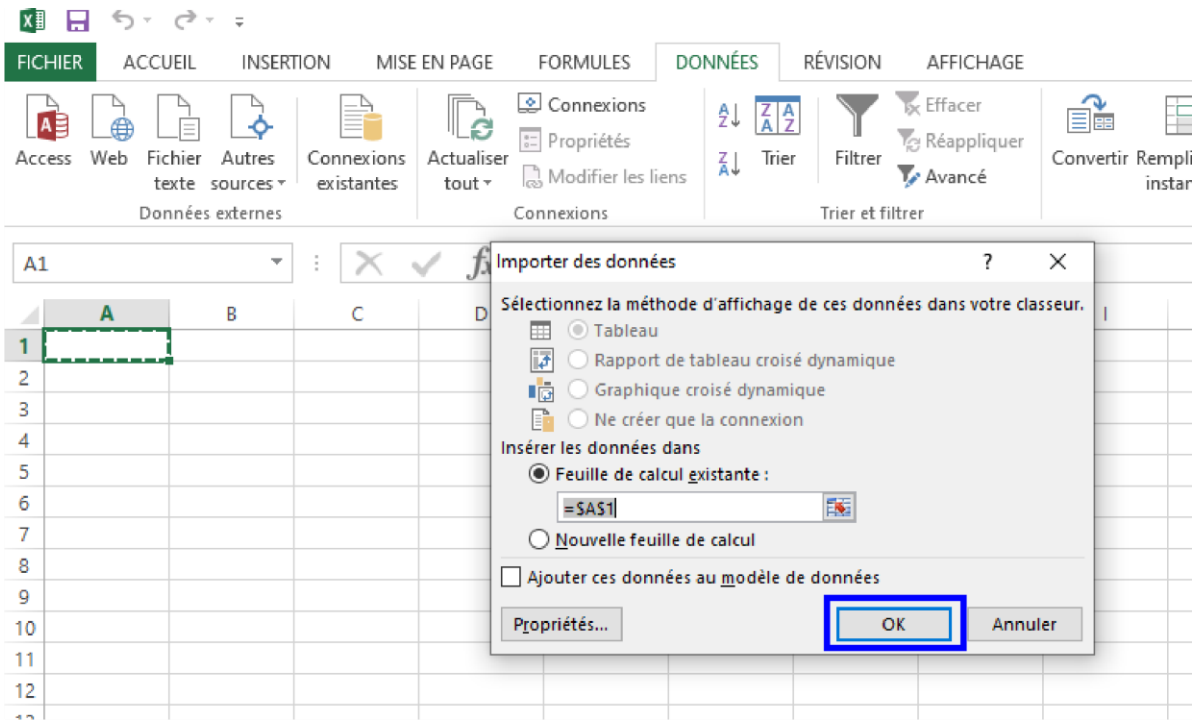 FICHIER ACCUEIL INSERTION MISE EN PAGE FORMULES DONNÉES RÉVISION AFFICHAGE
Access Web Fichier texte Autres sources Connexions existantes Actualiser tout Connexions Propriétés Modifier les liens Trier Filtrer Effacer Réappliquer Avancé Convertir
Données externes Connexions Trier et filtrer
A1 fx
A B C D I
Importer des données ?
Sélectionnez la méthode d'affichage de ces données dans votre classeur.
Tableau
Rapport de tableau croisé dynamique
Graphique croisé dynamique
Ne créer que la connexion
Insérer les données dans
Feuille de calcul existante :
=$A$1
Nouvelle feuille de calcul
Ajouter ces données au modèle de données
Propriétés... OK Annuler
1
2
3
4
5
6
7
8
9
10
11
12